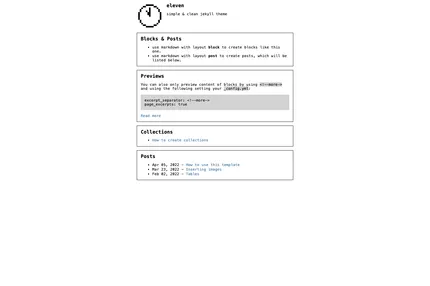 eleven
simple & clean jekyll theme
Blocks & Posts
• use markdown with layout block to create blocks like this
one.
• use markdown with layout post to create posts, which will be
listed below.
Previews
You can also only preview content of blocks by using <!--more-->
and using the following setting your _config.yml:
excerpt_separator: <!--more-->
page_excerpts: true
Read more
Collections
• How to create collections
Posts
• Apr 05, 2022 » How to use this template
• Mar 23, 2022 » Inserting images
• Feb 02, 2022 » Tables